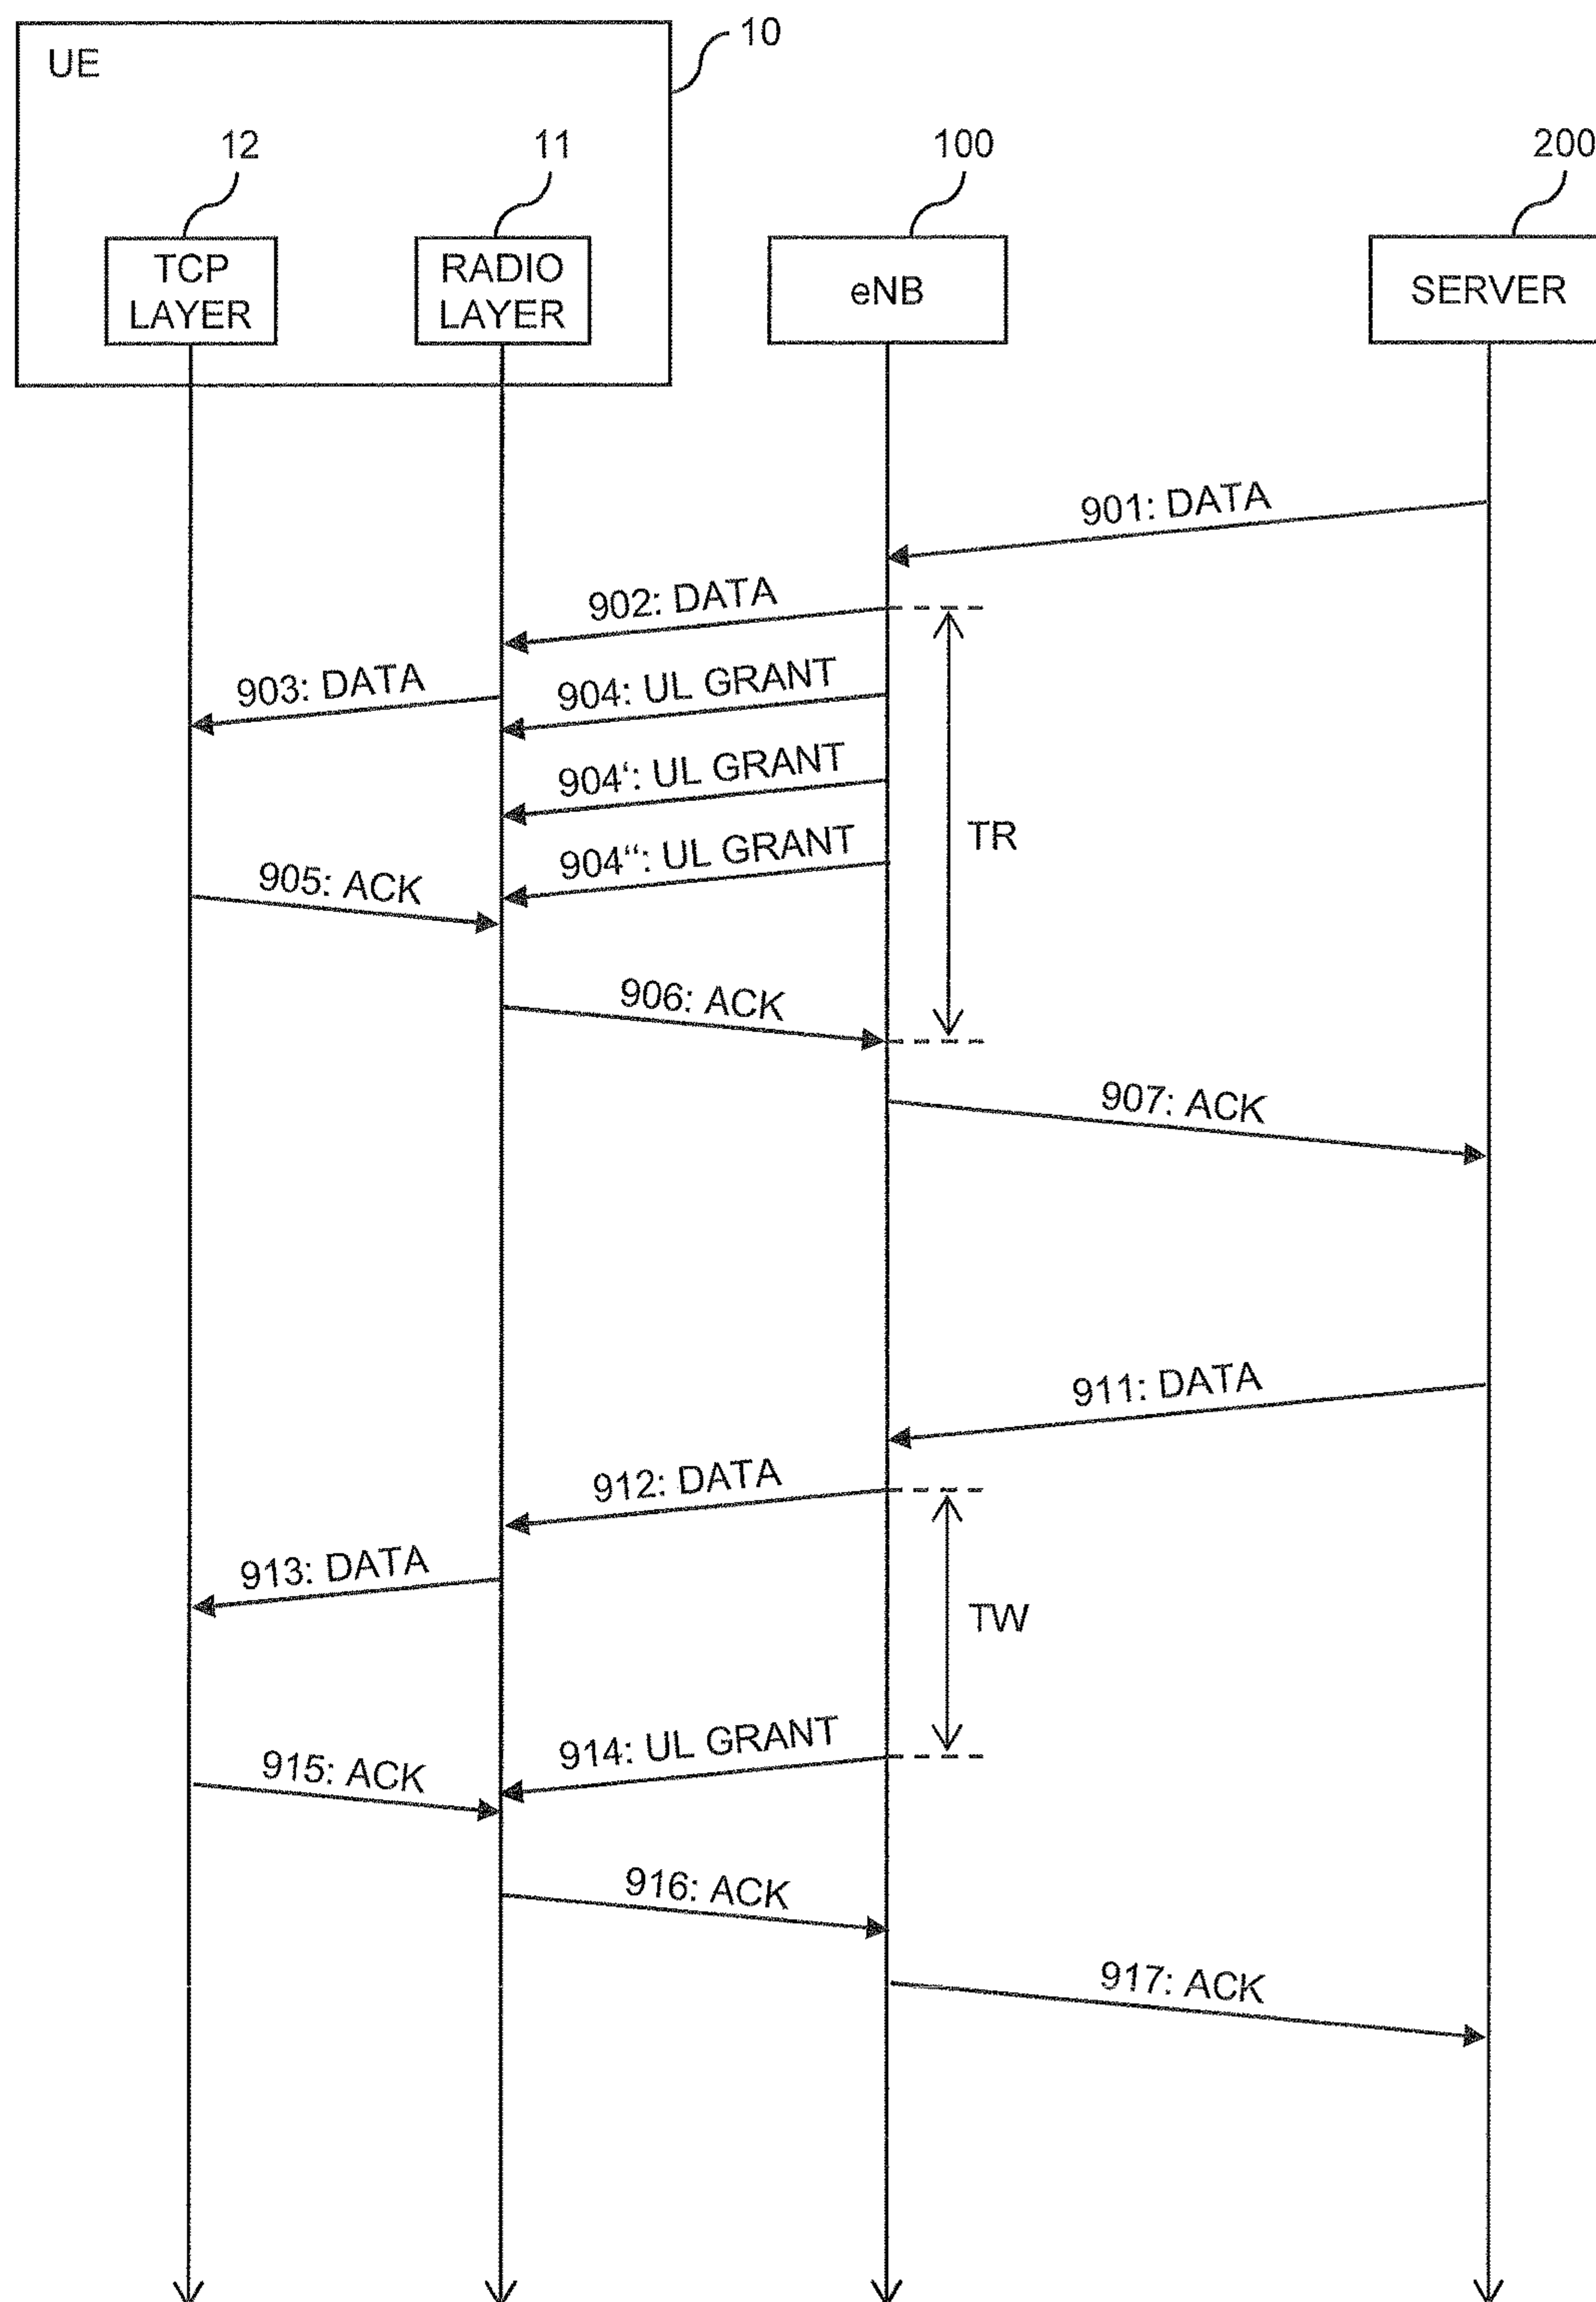 10
UE
12
11
100
200
TCP
LAYER
RADIO
LAYER
eNB
SERVER
901: DATA
902: DATA
903: DATA
904: UL GRANT
904‘: UL GRANT
TR
904“: UL GRANT
905: ACK
906: ACK
907: ACK
911: DATA
912: DATA
913: DATA
TW
914: UL GRANT
915: ACK
916: ACK
917: ACK